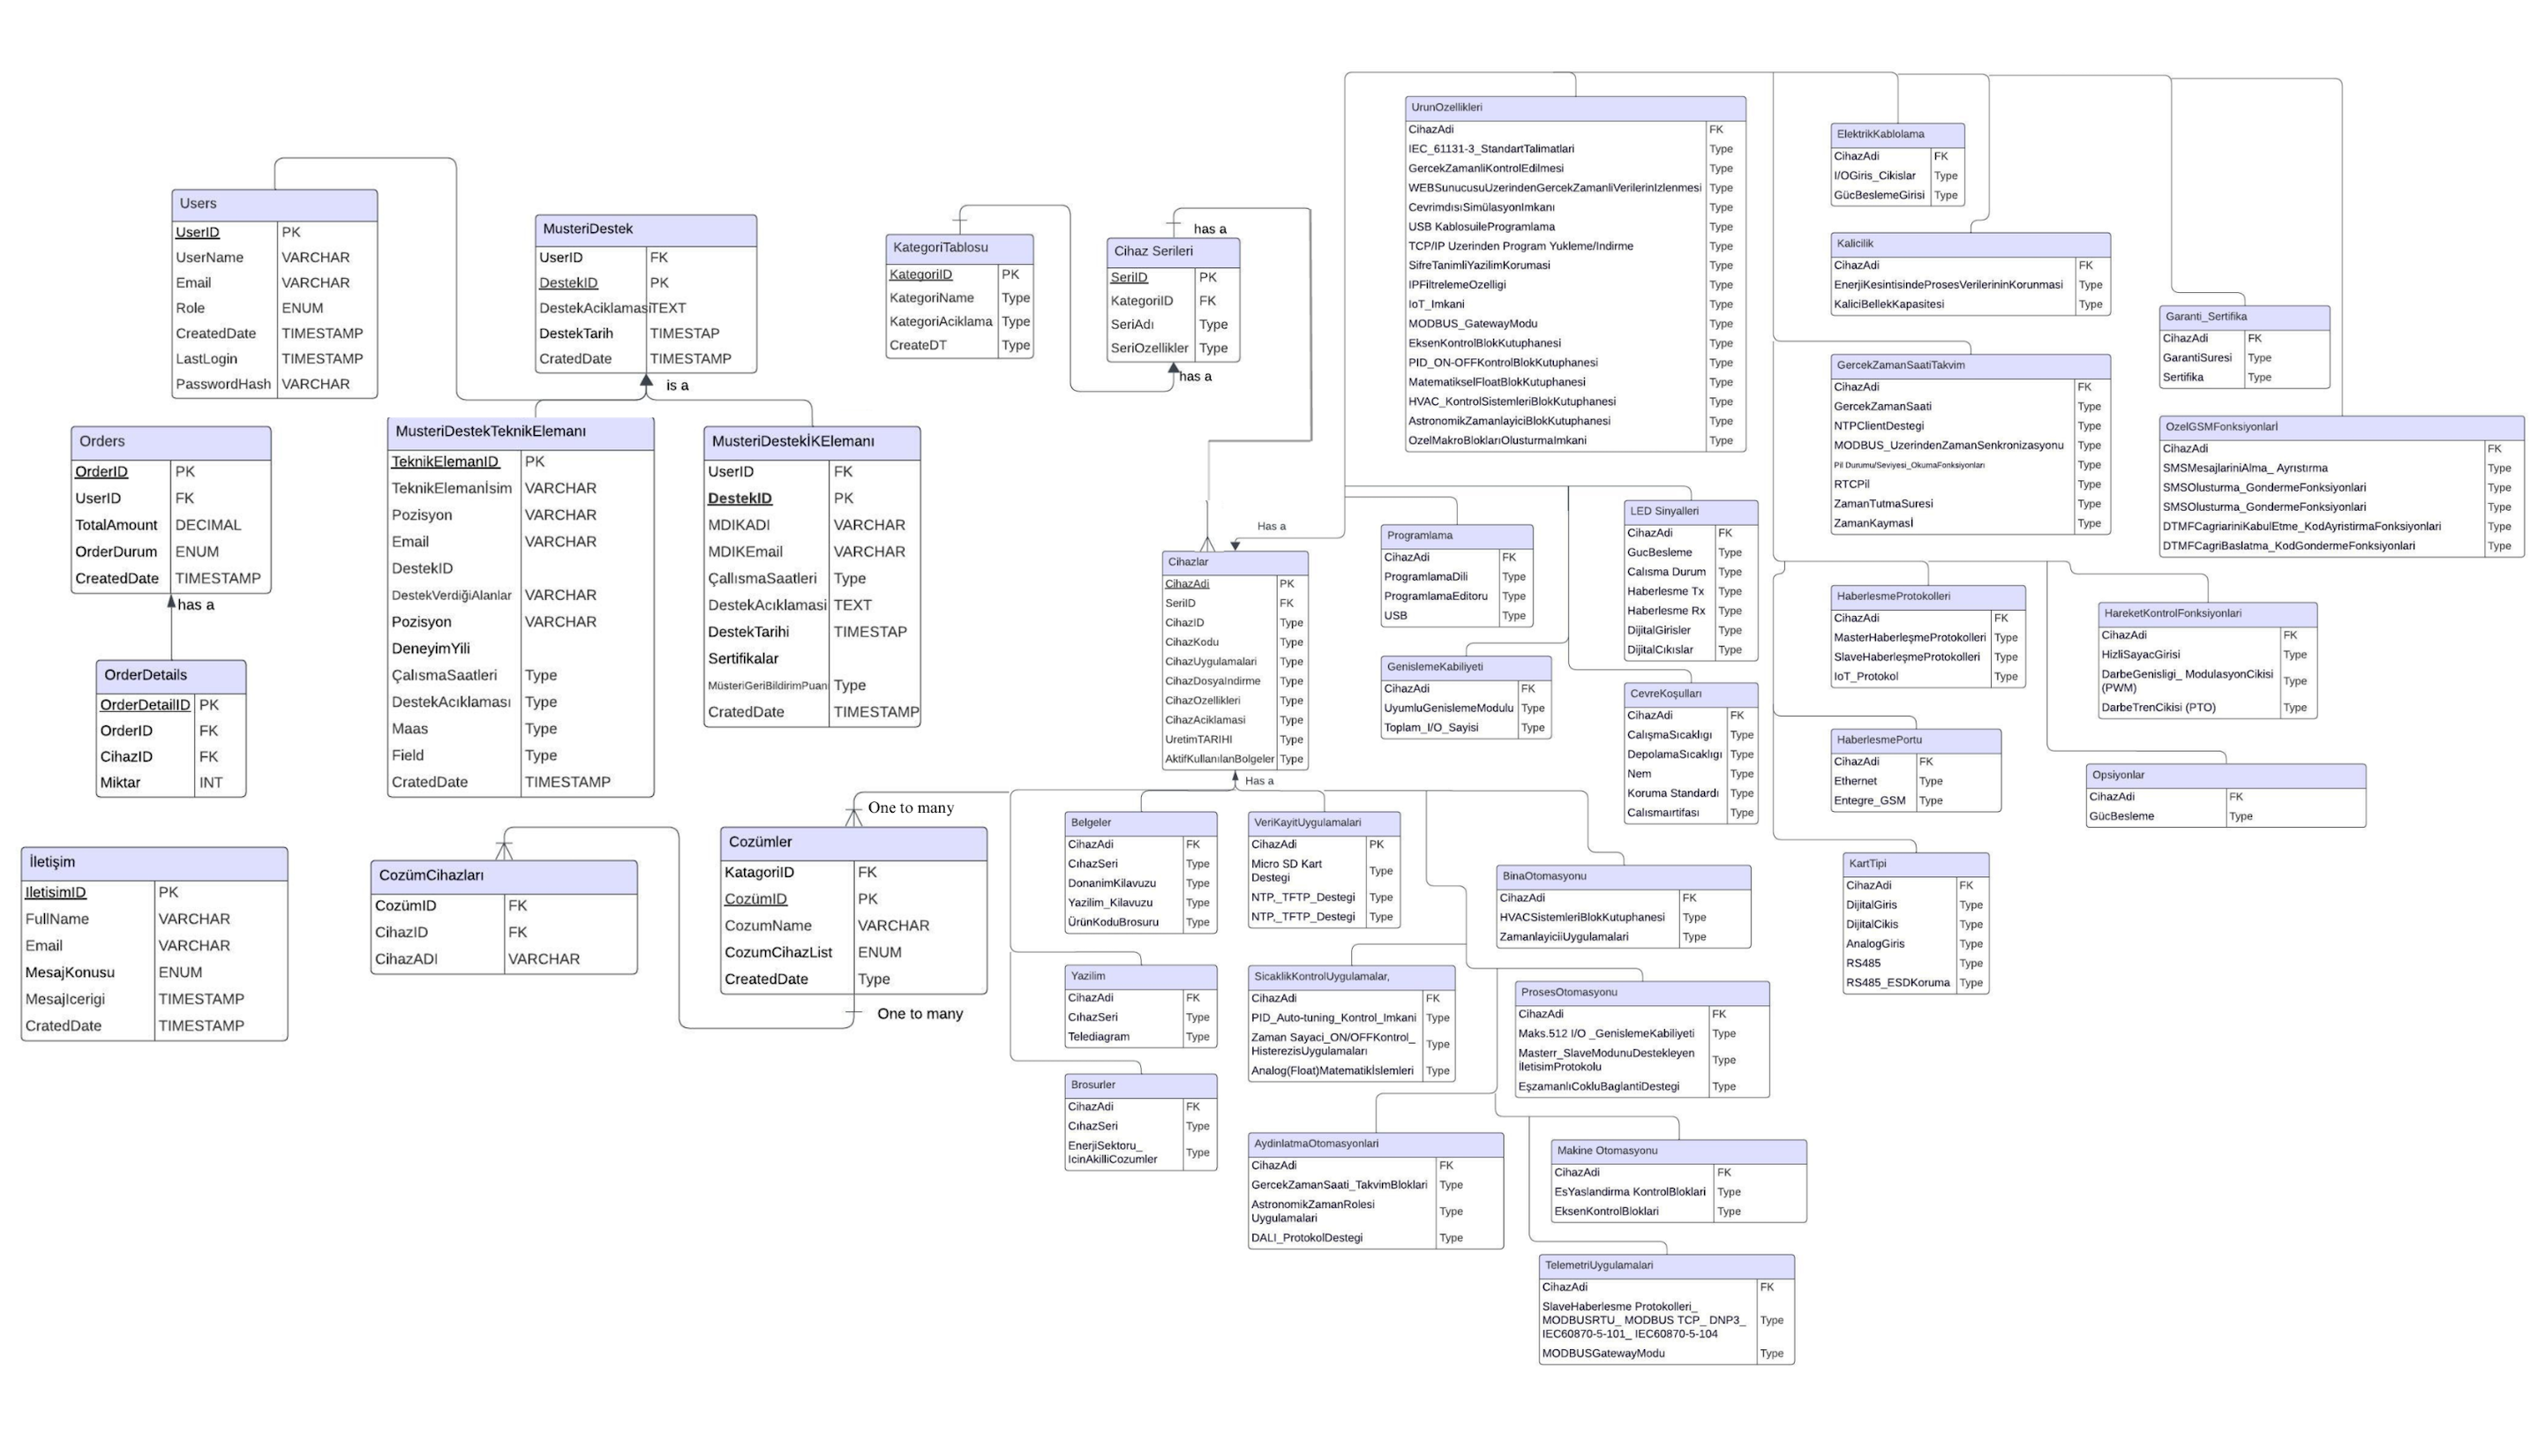 Users
UserID PK
UserName VARCHAR
Email VARCHAR
Role ENUM
CreatedDate TIMESTAMP
LastLogin TIMESTAMP
PasswordHash VARCHAR
MusteriDestek
UserID FK
DestekID PK
DestekAciklamasiTEXT
DestekTarih TIMESTAP
CratedDate TIMESTAMP
is a
Orders
OrderID PK
UserID FK
TotalAmount DECIMAL
OrderDurum ENUM
CreatedDate TIMESTAMP
has a
OrderDetails
OrderDetailID PK
OrderID FK
CihazID FK
Miktar INT
MusteriDestekTeknikElemanı
TeknikElemanID PK
TeknikElemanİsim VARCHAR
Pozisyon VARCHAR
Email VARCHAR
DestekID
DestekVerdiğiAlanlar VARCHAR
Pozisyon VARCHAR
DeneyimYili
ÇalısmaSaatleri Type
DestekAcıklaması Type
Maas Type
Field Type
CratedDate TIMESTAMP
MusteriDestekİKElemanı
UserID FK
DestekID PK
MDIKADI VARCHAR
MDIKEmail VARCHAR
ÇallısmaSaatleri Type
DestekAcıklamasi TEXT
DestekTarihi TIMESTAP
Sertifikalar
MüsteriGeriBildirimPuan Type
CratedDate TIMESTAMP
İletişim
IletisimID PK
FullName VARCHAR
Email VARCHAR
MesajKonusu ENUM
MesajIcerigi TIMESTAMP
CratedDate TIMESTAMP
CozümCihazları
CozümID FK
CihazID FK
CihazADI VARCHAR
One to many
Cozümler
KatagoriID FK
CozümID PK
CozumName VARCHAR
CozumCihazList ENUM
CreatedDate Type
One to many
KategoriTablosu
KategoriID PK
KategoriName Type
KategoriAciklama Type
CreateDT Type
has a
Cihaz Serileri
SeriID PK
KategoriID FK
SeriAdı Type
SeriOzellikler Type
has a
Has a
Cihazlar
CihazAdi PK
SeriID FK
CihazID Type
CihazKodu Type
CihazUygulamalari Type
CihazDosyaIndirme Type
CihazOzellikleri Type
CihazAciklamasi Type
UretimTARIHI Type
AktifKullanılanBolgeler Type
Has a
UrunOzellikleri
CihazAdi FK
IEC_61131-3_StandartTalimatlari Type
GercekZamanliKontrolEdilmesi Type
WEBSunucusuUzerindenGercekZamanliVerilerinIzlenmesi Type
CevrimdısıSimülasyonImkanı Type
USB KablosuileProgramlama Type
TCP/IP Uzerinden Program Yukleme/Indirme Type
SifreTanimliYazilimKorumasi Type
IPFiltrelemeOzelligi Type
IoT_Imkani Type
MODBUS_GatewayModu Type
EksenKontrolBlokKutuphanesi Type
PID_ON-OFFKontrolBlokKutuphanesi Type
MatematikselFloatBlokKutuphanesi Type
HVAC_KontrolSistemleriBlokKutuphanesi Type
AstronomikZamanlayiciBlokKutuphanesi Type
OzelMakroBloklarıOlusturmaImkani Type
ElektrikKablolama
CihazAdi FK
I/OGiris_Cikislar Type
GücBeslemeGirisi Type
Kalicilik
CihazAdi FK
EnerjiKesintisindeProsesVerilerininKorunmasi Type
KaliciBellekKapasitesi Type
Garanti_Sertifika
CihazAdi FK
GarantiSuresi Type
Sertifika Type
GercekZamanSaatiTakvim
CihazAdi FK
GercekZamanSaati Type
NTPClientDestegi Type
MODBUS_UzerindenZamanSenkronizasyonu Type
Pil Durumu/Seviyesi_OkumaFonksiyonları Type
RTCPil Type
ZamanTutmaSuresi Type
ZamanKaymasİ Type
OzelGSMFonksiyonlarİ
CihazAdi FK
SMSMesajlariniAlma_ Ayrıstırma Type
SMSOlusturma_GondermeFonksiyonlari Type
SMSOlusturma_GondermeFonksiyonlari Type
DTMFCagriariniKabulEtme_KodAyristirmaFonksiyonlari Type
DTMFCagriBaslatma_KodGondermeFonksiyonlari Type
Programlama
CihazAdi FK
ProgramlamaDili Type
ProgramlamaEditoru Type
USB Type
LED Sinyalleri
CihazAdi FK
GucBesleme Type
Calısma Durum Type
Haberlesme Tx Type
Haberlesme Rx Type
DijitalGirisler Type
DijitalCıkıslar Type
GenislemeKabiliyeti
CihazAdi FK
UyumluGenislemeModulu Type
Toplam_I/O_Sayisi Type
CevreKoşulları
CihazAdi FK
CalışmaSıcaklıgı Type
DepolamaSıcaklıgı Type
Nem Type
Koruma Standardı Type
Calısmaırtifası Type
HaberlesmeProtokolleri
CihazAdi FK
MasterHaberleşmeProtokolleri Type
SlaveHaberleşmeProtokolleri Type
IoT_Protokol Type
HareketKontrolFonksiyonlari
CihazAdi FK
HizliSayacGirisi Type
DarbeGenisligi_ ModulasyonCikisi
(PWM) Type
DarbeTrenCikisi (PTO) Type
HaberlesmePortu
CihazAdi FK
Ethernet Type
Entegre_GSM Type
Opsiyonlar
CihazAdi FK
GücBesleme Type
KartTipi
CihazAdi FK
DijitalGiris Type
DijitalCikis Type
AnalogGiris Type
RS485 Type
RS485_ESDKoruma Type
Belgeler
CihazAdi FK
CıhazSeri Type
DonanimKilavuzu Type
Yazilim_Kilavuzu Type
ÜrünKoduBrosuru Type
VeriKayitUygulamalari
CihazAdi PK
Micro SD Kart
Destegi Type
NTP,_TFTP_Destegi Type
NTP,_TFTP_Destegi Type
BinaOtomasyonu
CihazAdi FK
HVACSistemleriBlokKutuphanesi Type
ZamanlayiciiUygulamalari Type
Yazilim
CihazAdi FK
CıhazSeri Type
Telediagram Type
SicaklikKontrolUygulamalar,
CihazAdi FK
PID_Auto-tuning_Kontrol_Imkani Type
Zaman Sayaci_ON/OFFKontrol_
HisterezisUygulamaları Type
Analog(Float)Matematikİslemleri Type
ProsesOtomasyonu
CihazAdi FK
Maks.512 I/O _GenislemeKabiliyeti Type
Masterr_SlaveModunuDestekleyen
İletisimProtokolu Type
EşzamanlıCokluBaglantiDestegi Type
Brosurler
CihazAdi FK
CıhazSeri Type
EnerjiSektoru_
IcinAkilliCozumler Type
AydinlatmaOtomasyonlari
CihazAdi FK
GercekZamanSaati_TakvimBloklari Type
AstronomikZamanRolesi
Uygulamalari Type
DALI_ProtokolDestegi Type
Makine Otomasyonu
CihazAdi FK
EsYaslandirma KontrolBloklari Type
EksenKontrolBloklari Type
TelemetriUygulamalari
CihazAdi FK
SlaveHaberlesme Protokolleri_
MODBUSRTU_ MODBUS TCP_ DNP3_ Type
IEC60870-5-101_ IEC60870-5-104
MODBUSGatewayModu Type